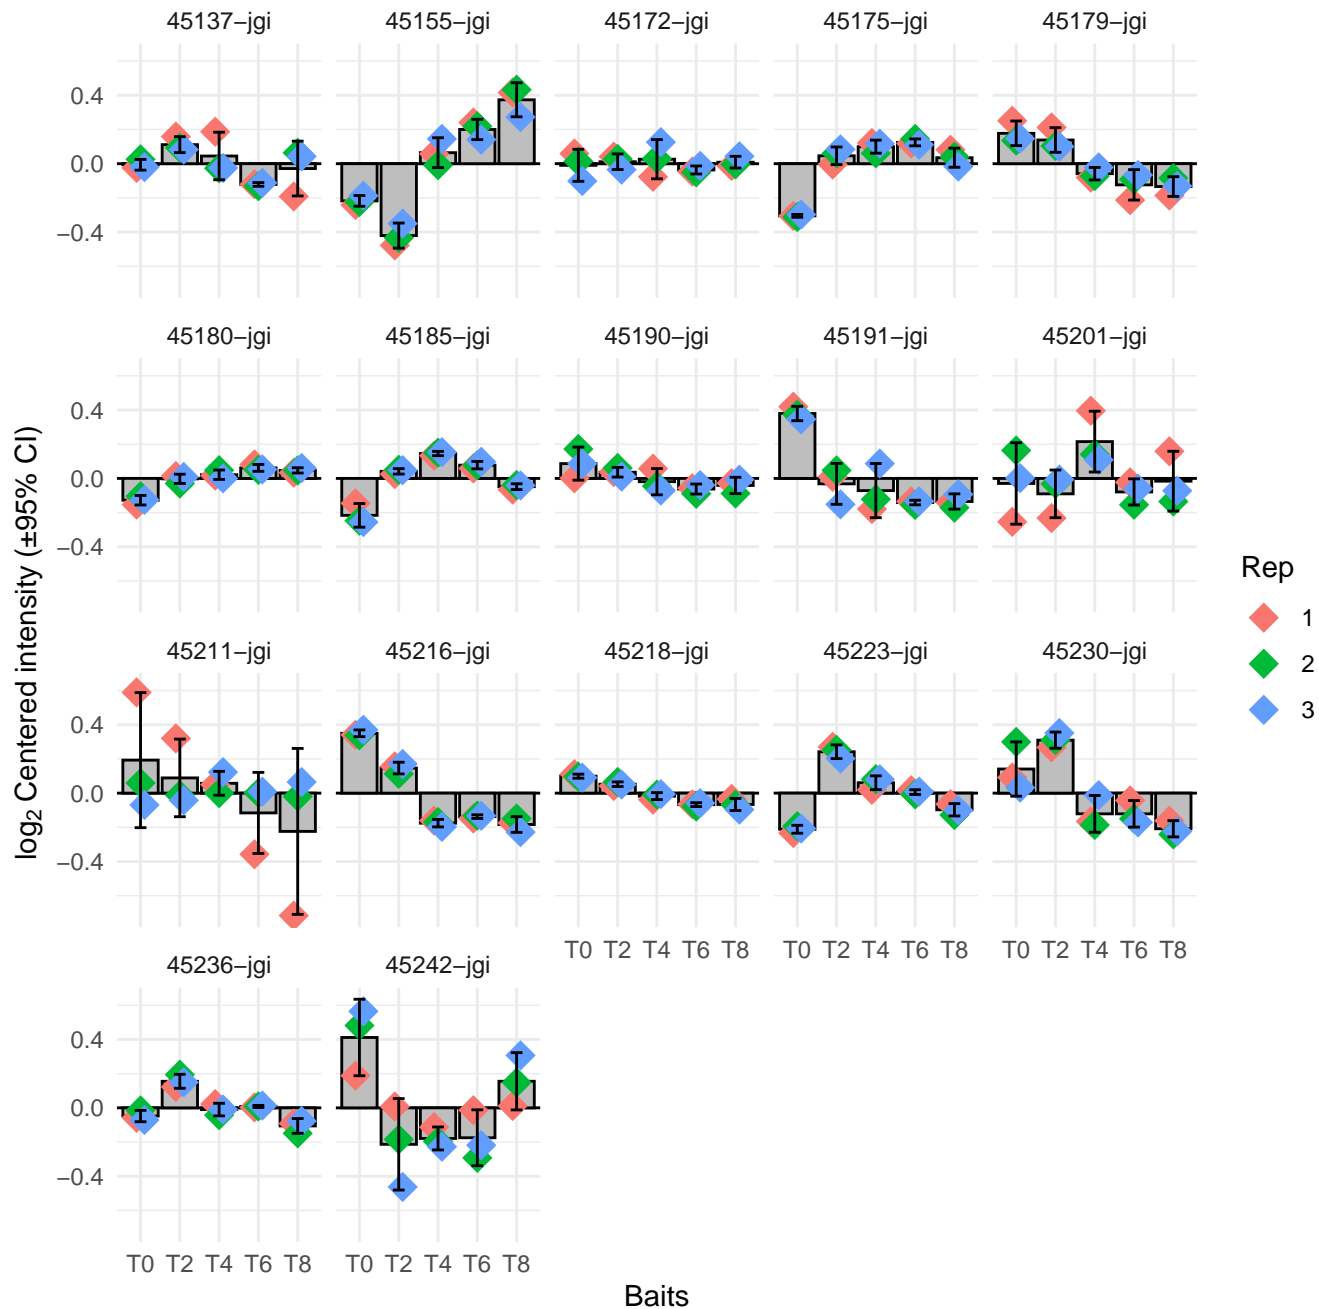 45137−jgi 45155−jgi 45172−jgi 45175−jgi 45179−jgi
0.4
0.0
−0.4
45180−jgi 45185−jgi 45190−jgi 45191−jgi 45201−jgi
0.4
0.0
−0.4
45211−jgi 45216−jgi 45218−jgi 45223−jgi 45230−jgi
0.4
0.0
−0.4
T0 T2 T4 T6 T8 T0 T2 T4 T6 T8 T0 T2 T4 T6 T8
45236−jgi 45242−jgi
0.4
0.0
−0.4
T0 T2 T4 T6 T8 T0 T2 T4 T6 T8
Baits
log₂ Centered intensity (±95% CI)
Rep
1
2
3